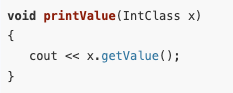 void printValue(IntClass x)
{
   cout << x.getValue();
}